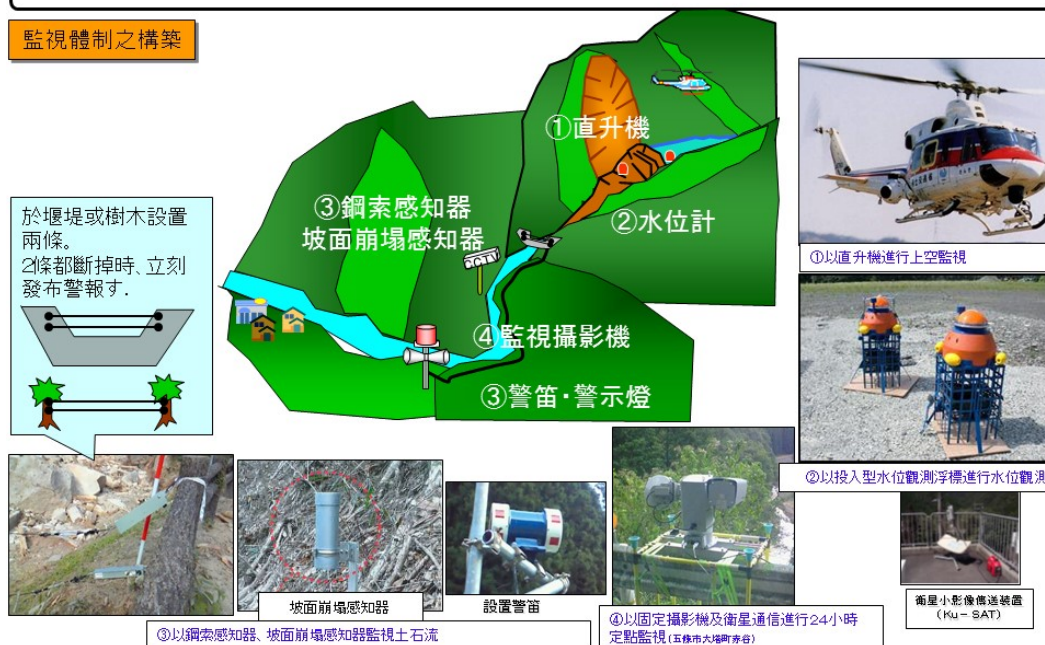 監視體制之構築
①直升機
③鋼索感知器
坡面崩塌感知器
②水位計
CCTV
④監視攝影機
③警笛・警示燈
於堰堤或樹木設置
兩條。
2條都斷掉時、立刻
發布警報す.
①以直升機進行上空監視
②以投入型水位觀測浮標進行水位觀測
坡面崩塌感知器
設置警笛
③以鋼索感知器、坡面崩塌感知器監視土石流
④以固定攝影機及衛星通信進行24小時
定點監視(五條市大塔町赤谷)
衛星小影像傳送裝置
(Ku－SAT)